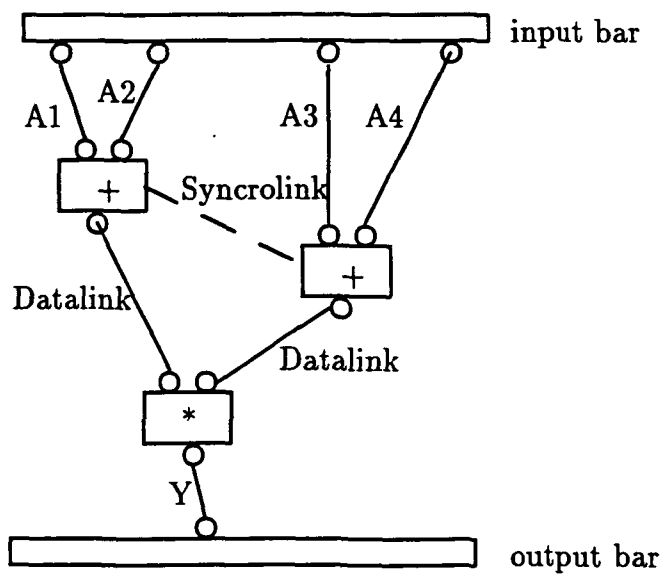 input bar
A1
A2
A3
A4
+
Syncrolink
+
Datalink
Datalink
*
Y
output bar